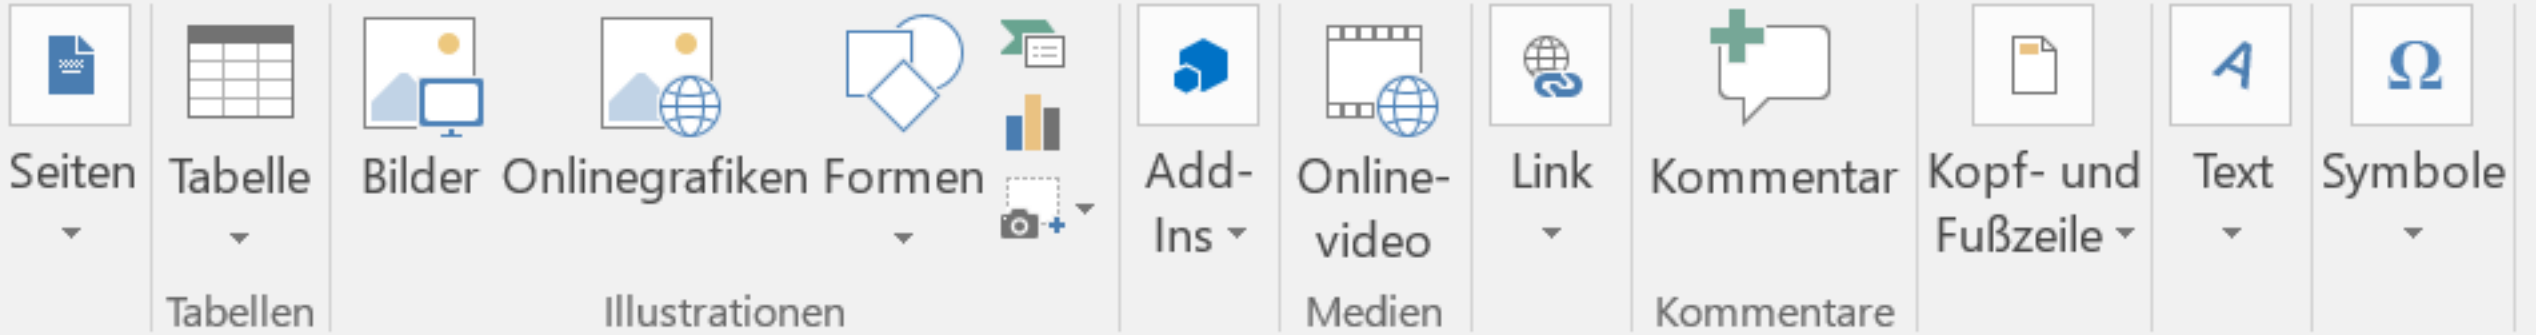 Seiten
Tabelle
Tabellen
Bilder
Onlinegrafiken
Formen
Illustrationen
Add-
Ins
Online-
video
Medien
Link
Kommentar
Kommentare
Kopf- und
Fußzeile
A
Text
Ω
Symbole